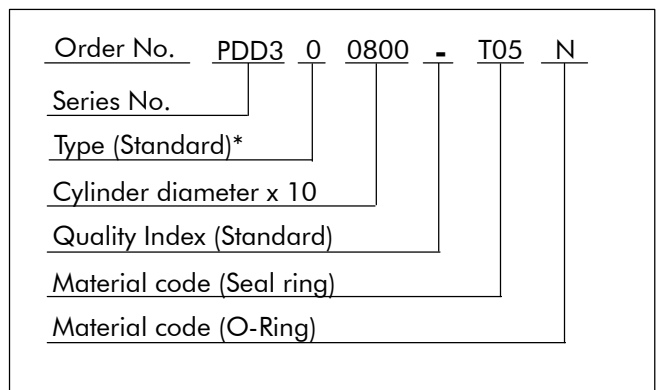 Order No. PDD3 0 0800 - T05 N
Series No.
Type (Standard)*
Cylinder diameter x 10
Quality Index (Standard)
Material code (Seal ring)
Material code (O-Ring)